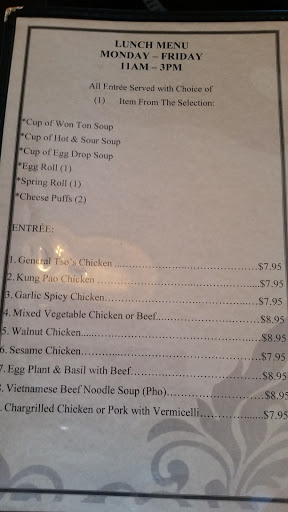 LUNCH MENU
MONDAY – FRIDAY
11AM – 3PM
All Entrée Served with Choice of
(1) Item From The Selection:
*Cup of Won Ton Soup
*Cup of Hot & Sour Soup
*Cup of Egg Drop Soup
*Egg Roll (1)
*Spring Roll (1)
*Cheese Puffs (2)
ENTRÉE:
1. General Tso's Chicken ........................................$7.95
2. Kung Pao Chicken ............................................$7.95
3. Garlic Spicy Chicken..........................................$7.95
4. Mixed Vegetable Chicken or Beef..............................$8.95
5. Walnut Chicken................................................$8.95
6. Sesame Chicken................................................$7.95
7. Egg Plant & Basil with Beef...................................$8.95
. Vietnamese Beef Noodle Soup (Pho)............................$8.95
. Chargrilled Chicken or Pork with Vermicelli..................$7.95